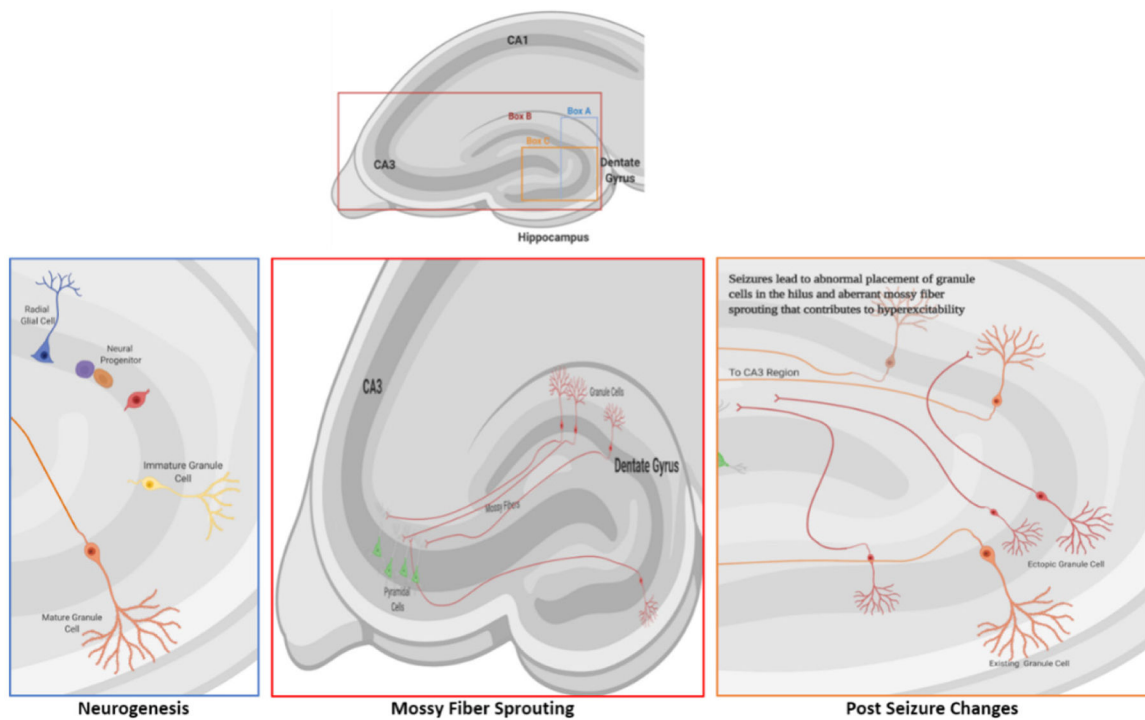 CA1
Box A
Box B
Box C
CA3
Dentate
Gyrus
Hippocampus
Radial
Glial Cell
Neural
Progenitor
Immature Granule
Cell
Mature Granule
Cell
Neurogenesis
CA3
Granule Cells
Dentate Gyrus
Mossy Fibers
Pyramidal
Cells
Mossy Fiber Sprouting
Seizures lead to abnormal placement of granule
cells in the hilus and aberrant mossy fiber
sprouting that contributes to hyperexcitability
To CA3 Region
Ectopic Granule Cell
Existing Granule Cell
Post Seizure Changes